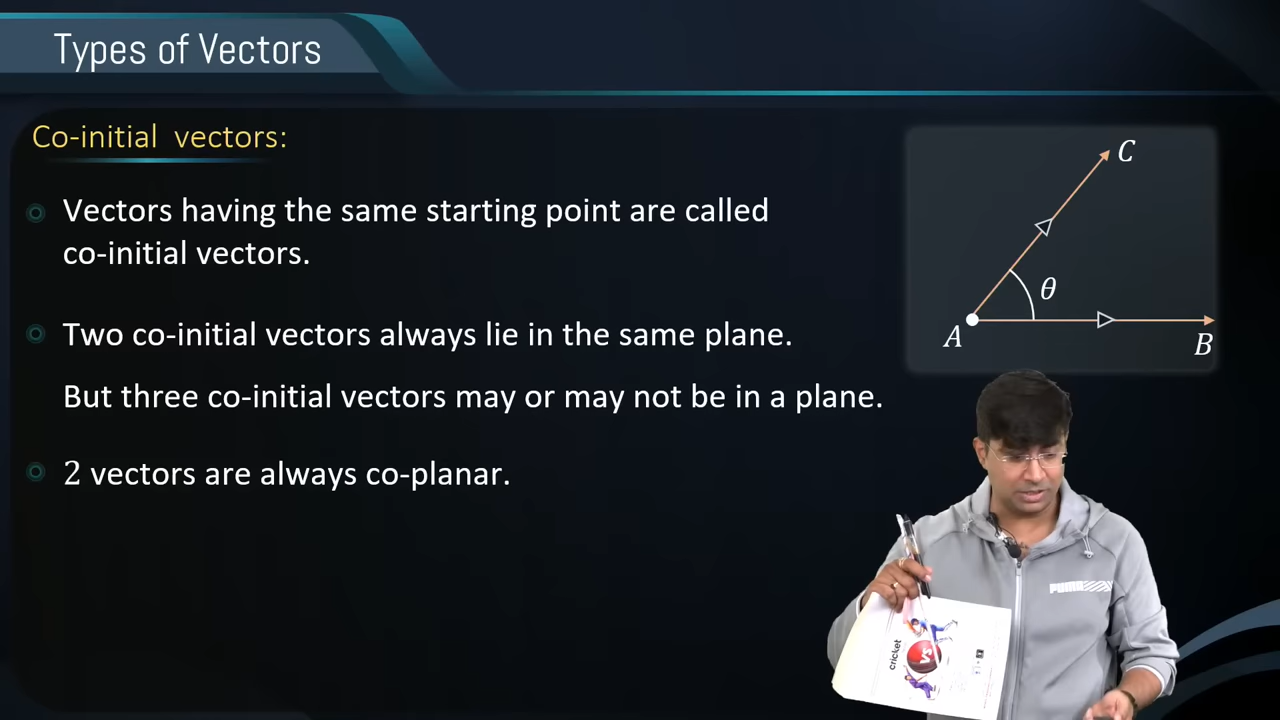 Types of Vectors
Co-initial vectors:
Vectors having the same starting point are called
co-initial vectors.
Two co-initial vectors always lie in the same plane.
But three co-initial vectors may or may not be in a plane.
2 vectors are always co-planar.
C
θ
A
B
PUMA
cricket
VS